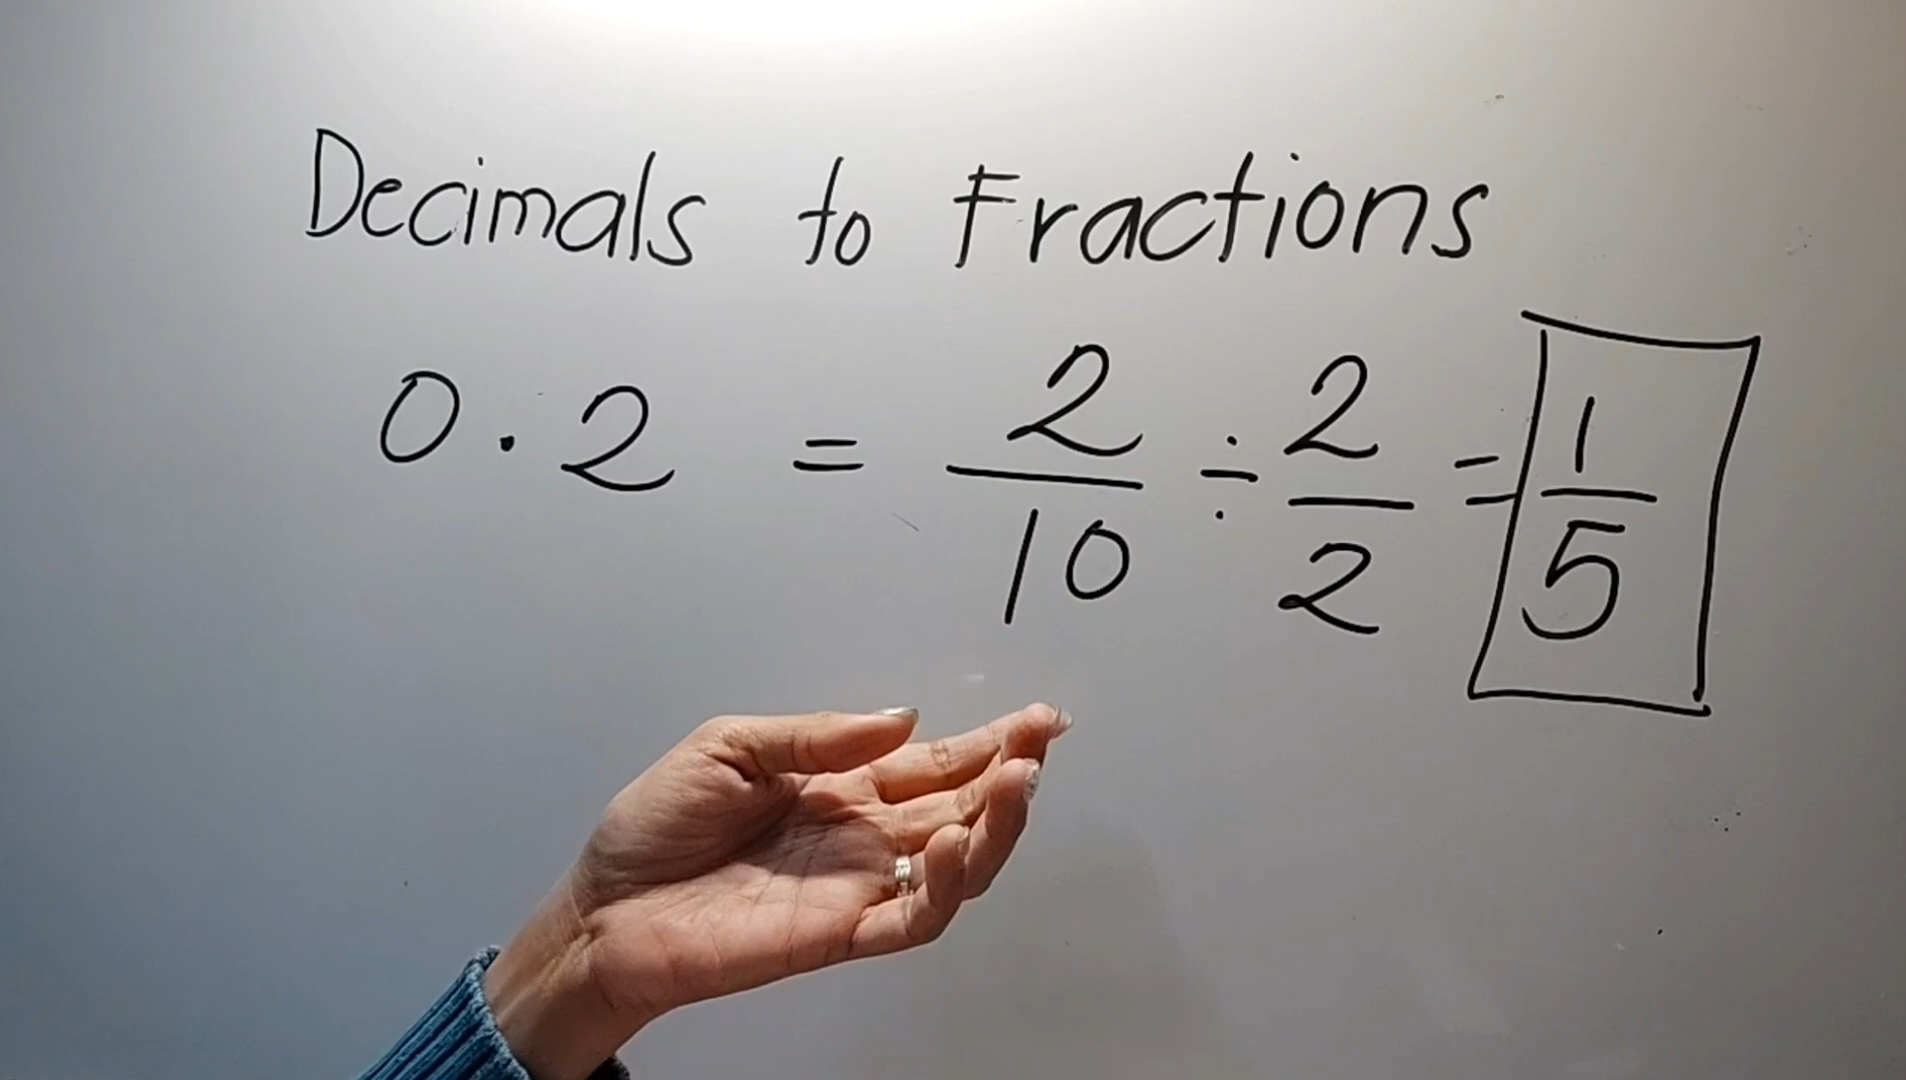 Decimals to Fractions
0.2 = 2/10 ÷ 2/2 = 1/5